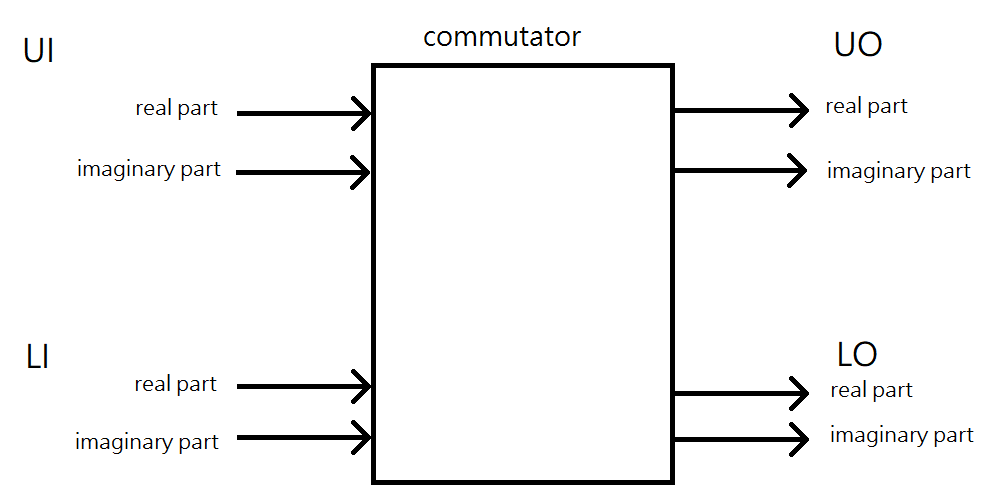 commutator
UI
UO
real part
real part
imaginary part
imaginary part
LI
LO
real part
real part
imaginary part
imaginary part